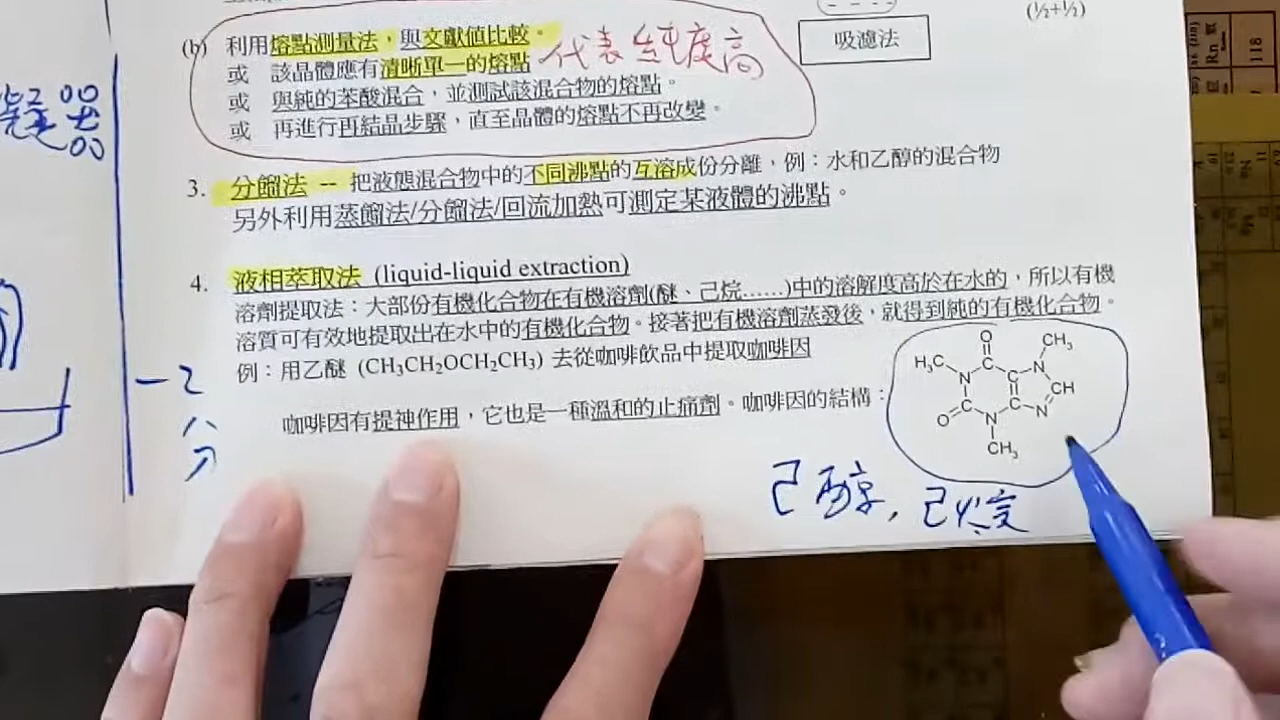 (½+½)
(b) 利用熔點測量法，與文獻值比較。
代表純度高
吸濾法
或 該晶體應有清晰單一的熔點
或 與純的苯酸混合，並測試該混合物的熔點。
或 再進行再結晶步驟，直至晶體的熔點不再改變。
3. 分餾法 -- 把液態混合物中的不同沸點的互溶成份分離，例：水和乙醇的混合物
另外利用蒸餾法/分餾法/回流加熱可測定某液體的沸點。
4. 液相萃取法 (liquid-liquid extraction)
溶劑提取法：大部份有機化合物在有機溶劑(醚、己烷……)中的溶解度高於在水的，所以有機
溶質可有效地提取出在水中的有機化合物。接著把有機溶劑蒸發後，就得到純的有機化合物。
例：用乙醚 (CH3CH2OCH2CH3) 去從咖啡飲品中提取咖啡因
咖啡因有提神作用，它也是一種溫和的止痛劑。咖啡因的結構：
O
CH3
H3C
N
C
N
C
CH
C
C
O
N
N
CH3
Rn
118